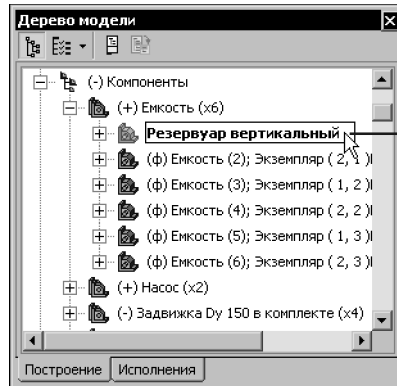 Дерево модели
(-) Компоненты
(+) Емкость (x6)
Резервуар вертикальный
(ф) Емкость (2); Экземпляр ( 2, 1 )
(ф) Емкость (3); Экземпляр ( 1, 2 )
(ф) Емкость (4); Экземпляр ( 2, 2 )
(ф) Емкость (5); Экземпляр ( 1, 3 )
(ф) Емкость (6); Экземпляр ( 2, 3 )
(+) Насос (x2)
(-) Задвижка Dy 150 в комплекте (x4)
Построение Исполнения